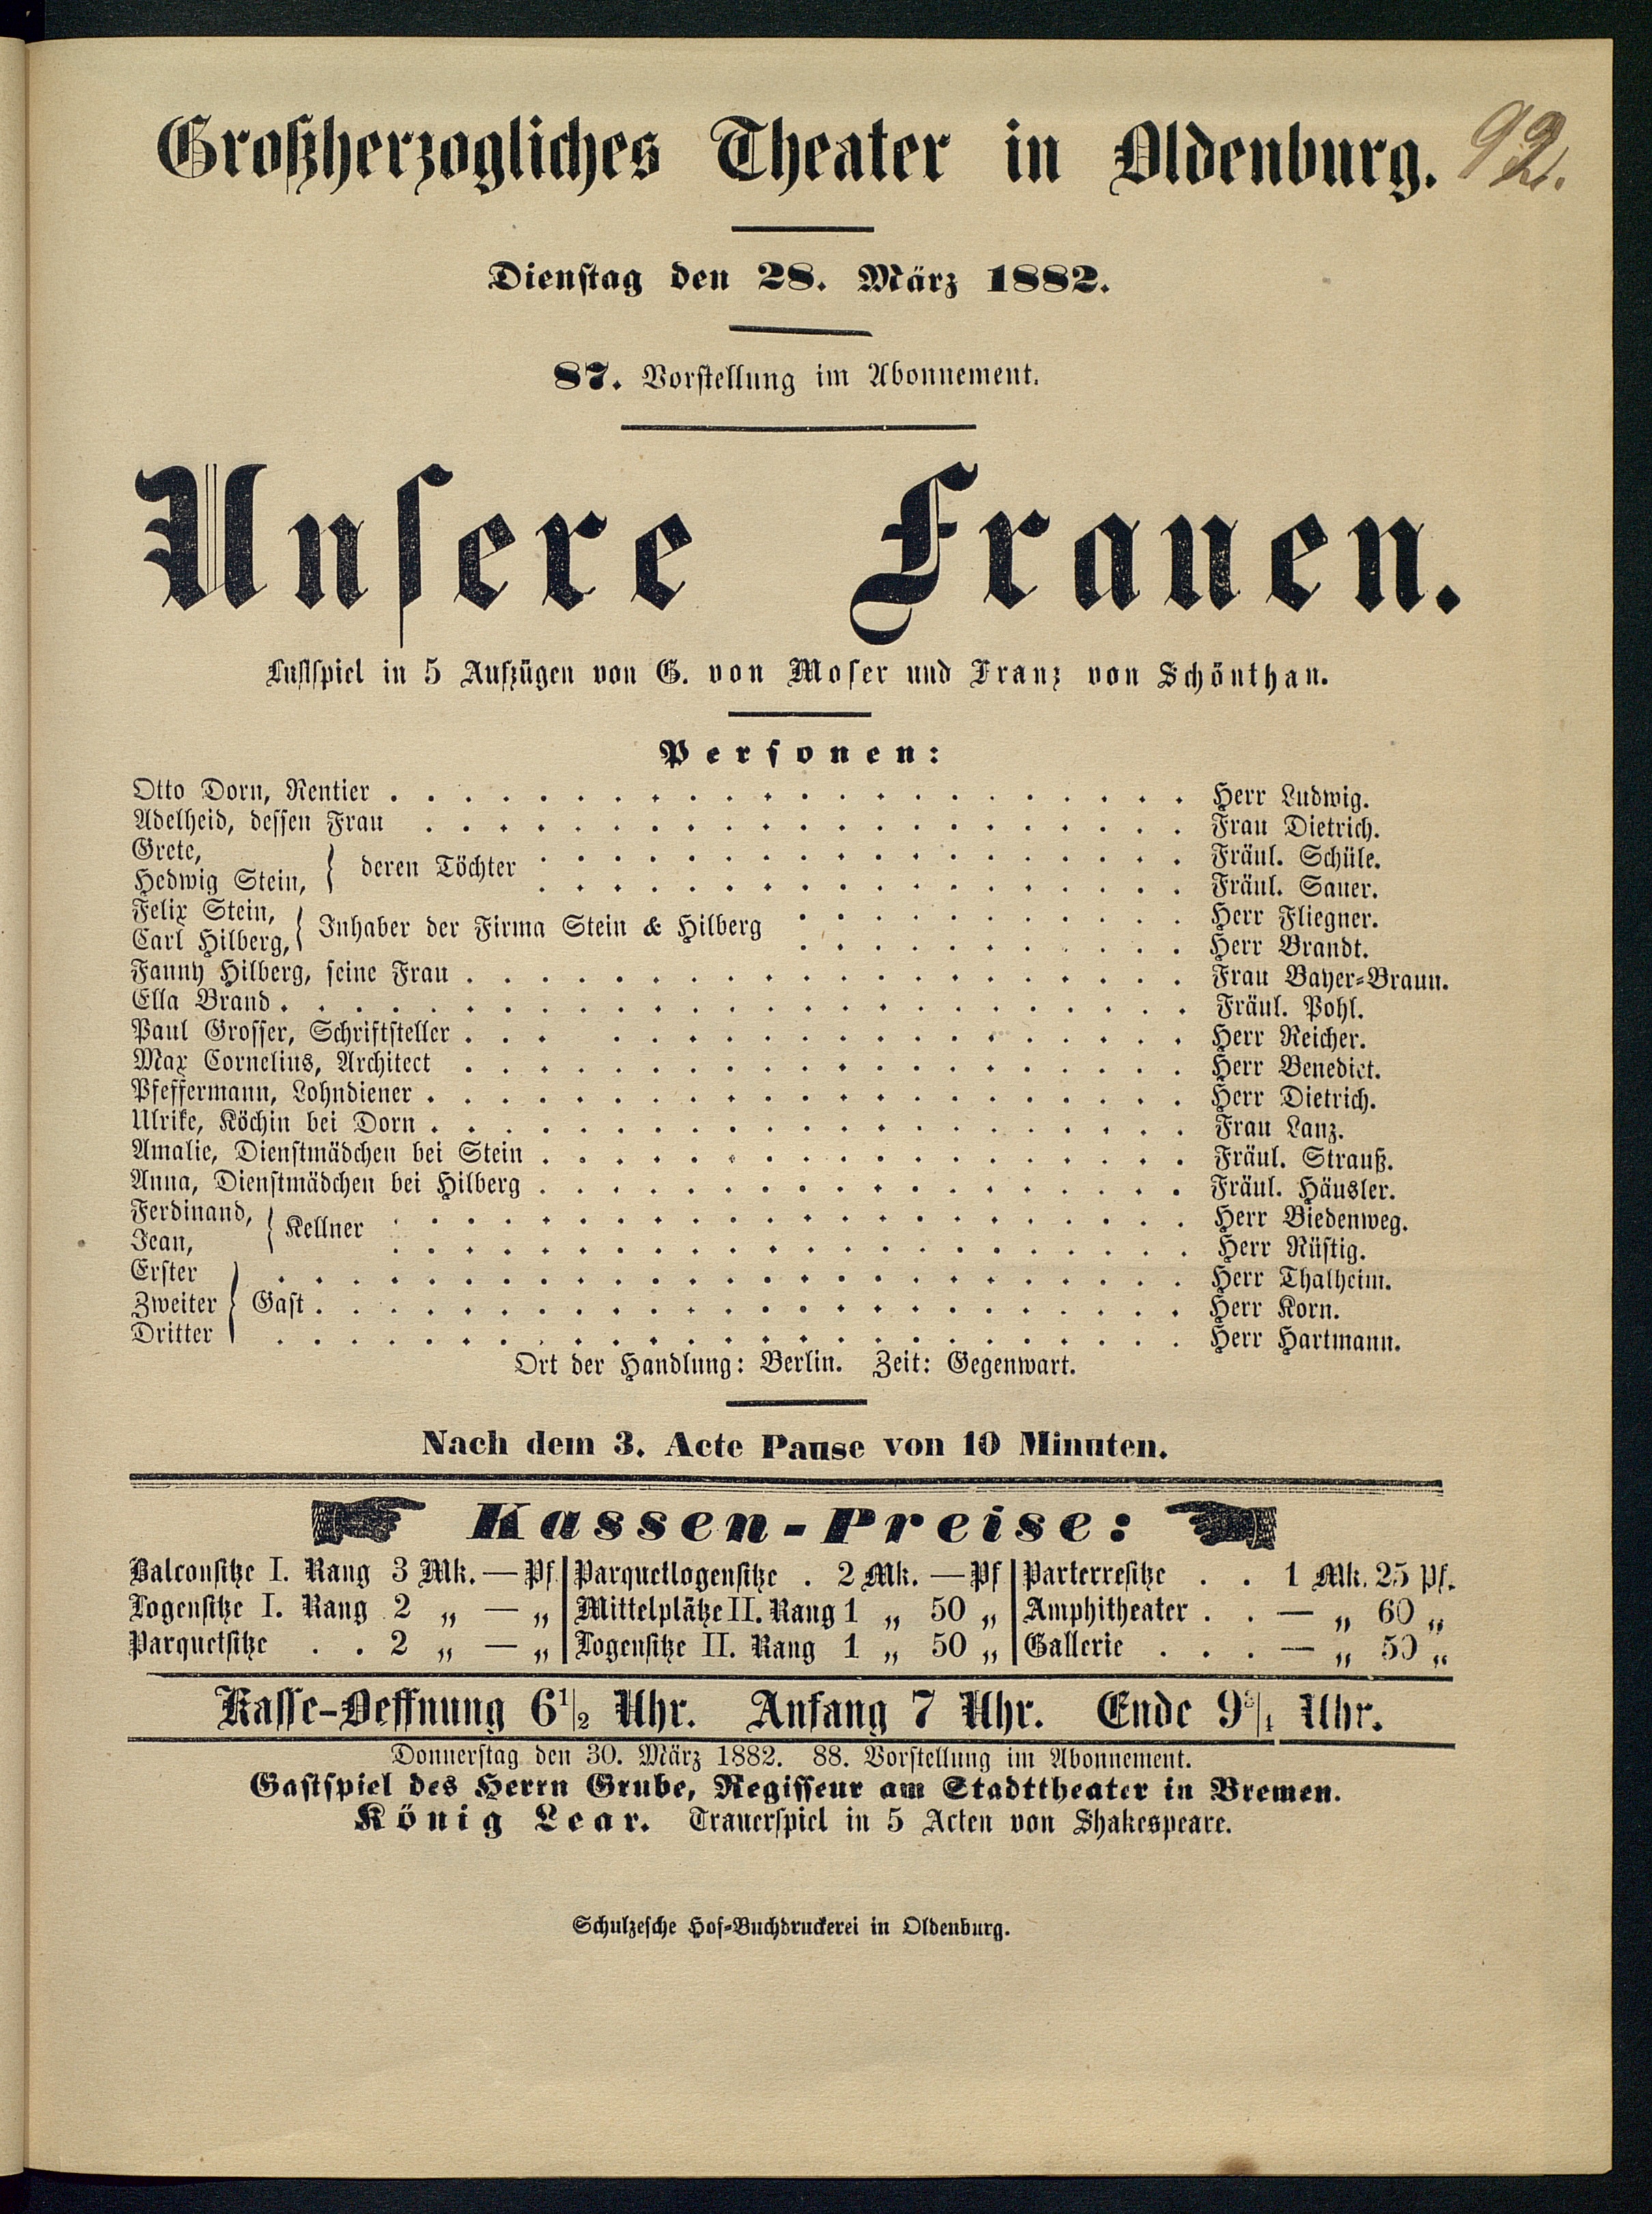 Großherzogliches Theater in Oldenburg. 92.
Dienstag den 28. März 1882.
87. Vorstellung im Abonnement.
Unsere Frauen.
Lustspiel in 5 Aufzügen von G. von Moser und Franz von Schönthan.
Personen:
Otto Dorn, Rentier . . . Herr Ludwig.
Adelheid, dessen Frau . . . Frau Dietrich.
Grete, } deren Töchter . . . Fräul. Schüle.
Hedwig Stein, } . . . Fräul. Sauer.
Felix Stein, { Inhaber der Firma Stein & Hilberg . . . Herr Fliegner.
Carl Hilberg, { . . . Herr Brandt.
Fanny Hilberg, seine Frau . . . Frau Bayer-Braun.
Ella Brand . . . Fräul. Pohl.
Paul Grosser, Schriftsteller . . . Herr Reicher.
Max Cornelius, Architect . . . Herr Benedict.
Pfeffermann, Lohndiener . . . Herr Dietrich.
Ulrike, Köchin bei Dorn . . . Frau Lanz.
Amalie, Dienstmädchen bei Stein . . . Fräul. Strauß.
Anna, Dienstmädchen bei Hilberg . . . Fräul. Häusler.
Ferdinand, { Kellner . . . Herr Biedenweg.
Jean, { . . . Herr Rüstig.
Erster } . . . Herr Thalheim.
Zweiter } Gast . . . Herr Korn.
Dritter } . . . Herr Hartmann.
Ort der Handlung: Berlin. Zeit: Gegenwart.
Nach dem 3. Acte Pause von 10 Minuten.
Kassen-Preise:
Balconsitze I. Rang 3 Mk. — Pf. | Parquetlogensitze . 2 Mk. — Pf | Parterresitze . . 1 Mk. 25 Pf.
Logensitze I. Rang 2 „ — „ | Mittelplätze II. Rang 1 „ 50 „ | Amphitheater . . — „ 60 „
Parquetsitze . . 2 „ — „ | Logensitze II. Rang 1 „ 50 „ | Gallerie . . . — „ 50 „
Kasse-Oeffnung 6½ Uhr. Anfang 7 Uhr. Ende 9¾ Uhr.
Donnerstag den 30. März 1882. 88. Vorstellung im Abonnement.
Gastspiel des Herrn Grube, Regisseur am Stadttheater in Bremen.
König Lear. Trauerspiel in 5 Acten von Shakespeare.
Schulzesche Hof-Buchdruckerei in Oldenburg.